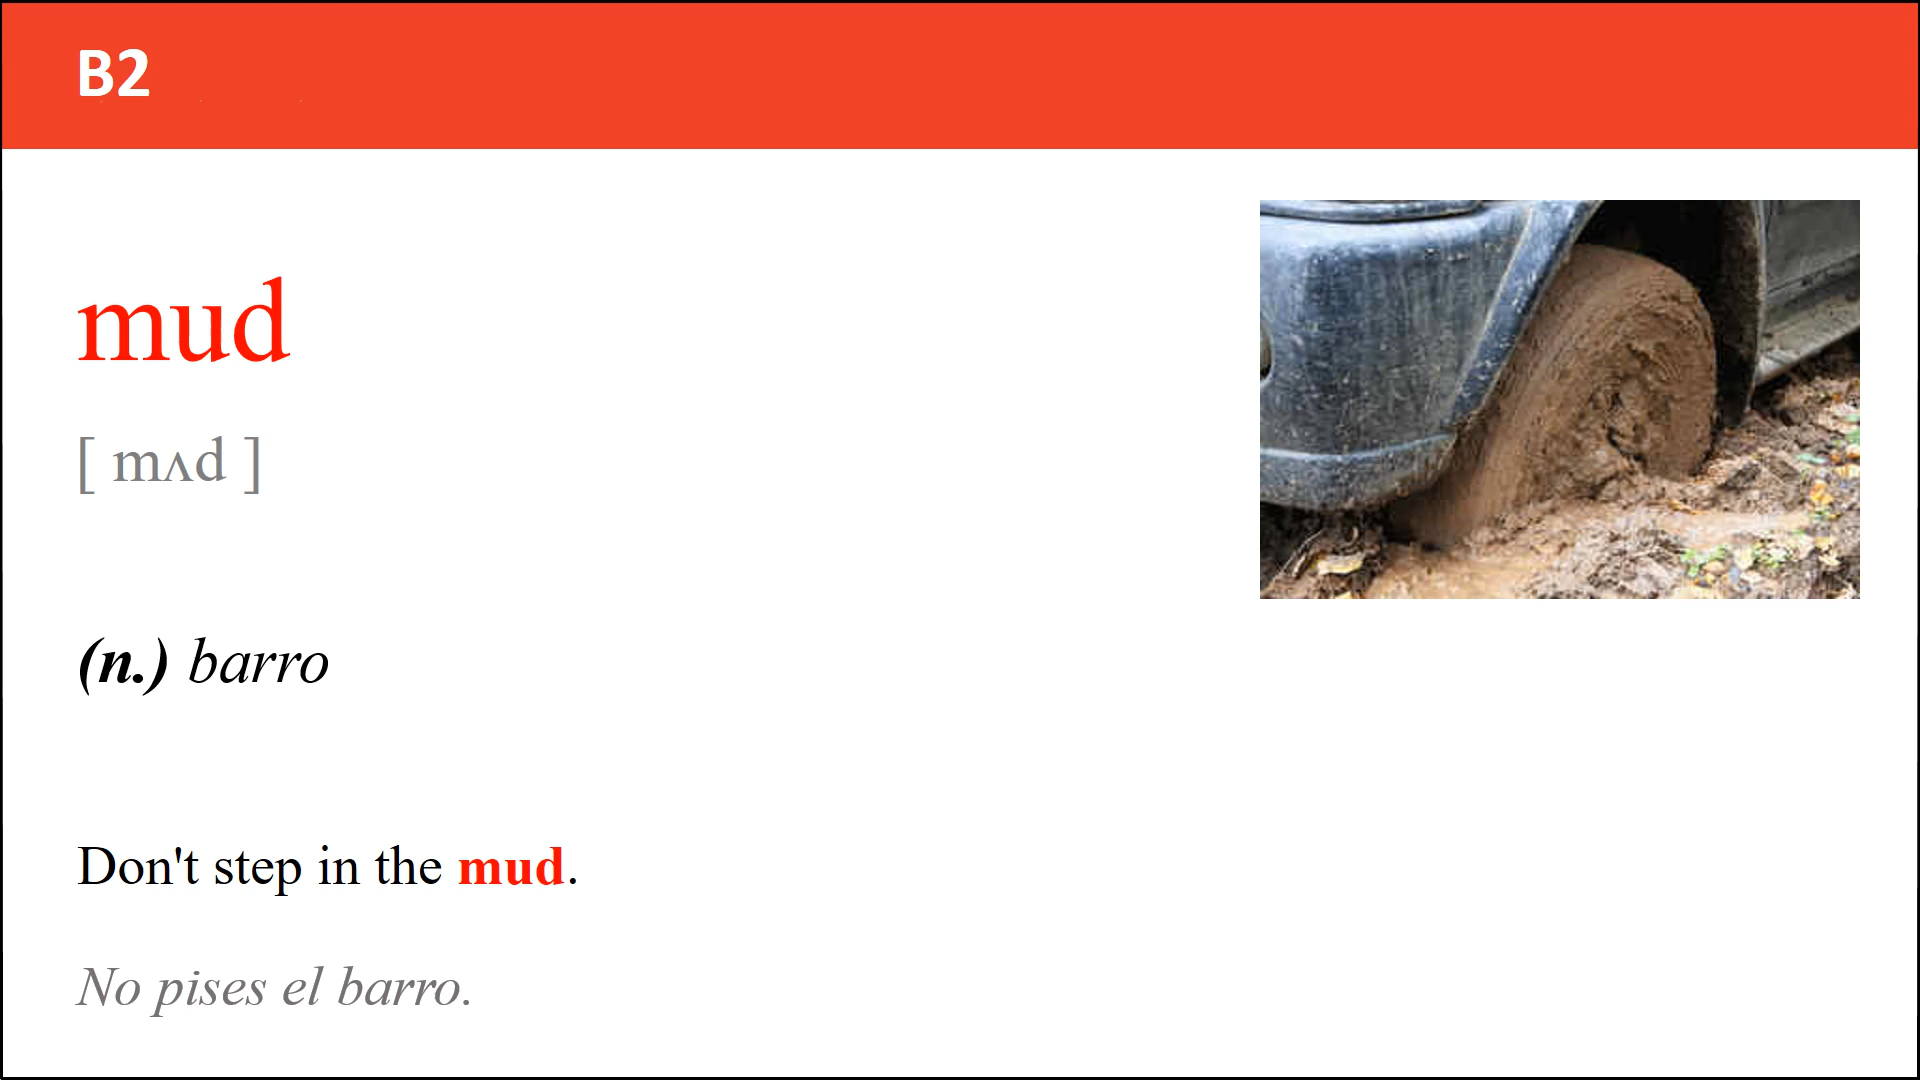 B2
mud
[ mʌd ]
(n.) barro
Don't step in the mud.
No pises el barro.